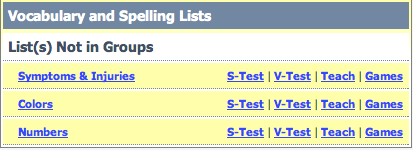 Vocabulary and Spelling Lists
List(s) Not in Groups
Symptoms & Injuries S-Test | V-Test | Teach | Games
Colors S-Test | V-Test | Teach | Games
Numbers S-Test | V-Test | Teach | Games